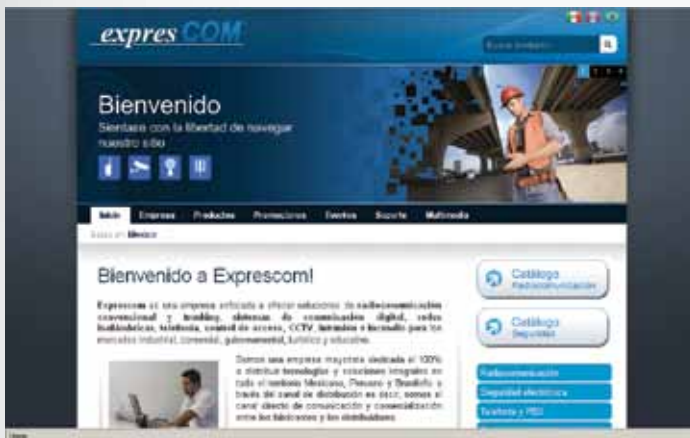 expres COM
Buscar producto...
Bienvenido
Sientase con la libertad de navegar
nuestro sitio
Inicio Empresa Productos Promociones Eventos Soporte Multimedia
Mexico
Bienvenido a Exprescom!
Exprescom es una empresa enfocada a ofrecer soluciones de radiocomunicación
convencional y trunking, sistemas de comunicación digital, redes
inalámbricas, telefonía, control de acceso, CCTV, intrusión e incendio para los
mercados industrial, comercial, gubernamental, turístico y educativo.
Somos una empresa mayorista dedicada al 100%
a distribuir tecnologías y soluciones integrales en
todo el territorio Mexicano, Peruano y Brasileño a
través del canal de distribución es decir, somos el
canal directo de comunicación y comercialización
entre los fabricantes y los distribuidores.
Catálogo
Radiocomunicación
Catálogo
Seguridad
Radiocomunicación
Seguridad electrónica
Telefonía y PBX